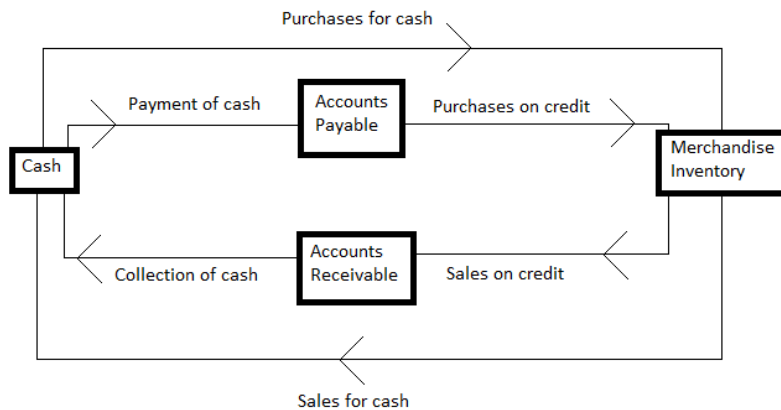 Purchases for cash
Payment of cash
Accounts
Payable
Purchases on credit
Cash
Merchandise
Inventory
Collection of cash
Accounts
Receivable
Sales on credit
Sales for cash